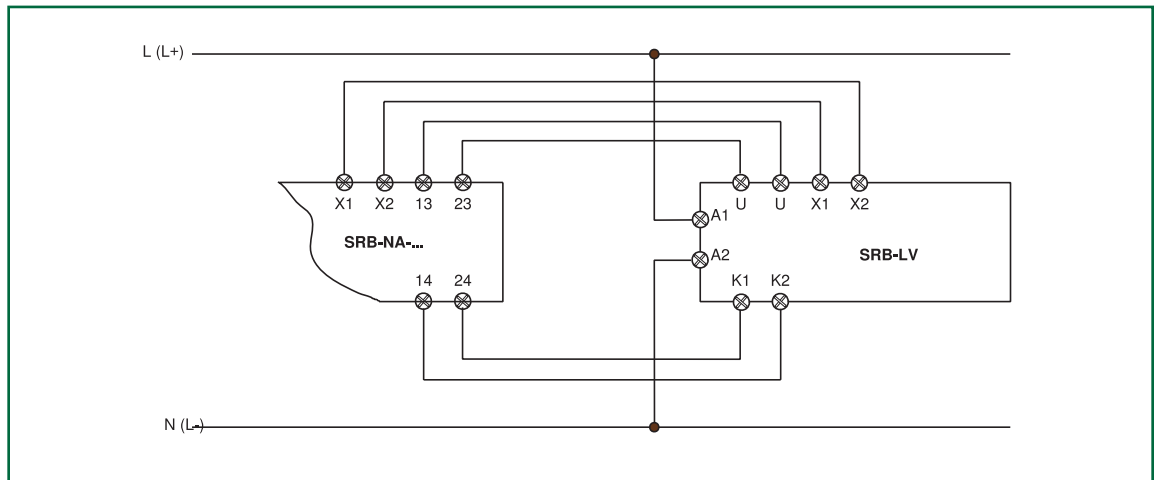 L (L+)
X1 X2 13 23
U U X1 X2
A1
SRB-NA-...
A2
SRB-LV
14 24
K1 K2
N (L-)